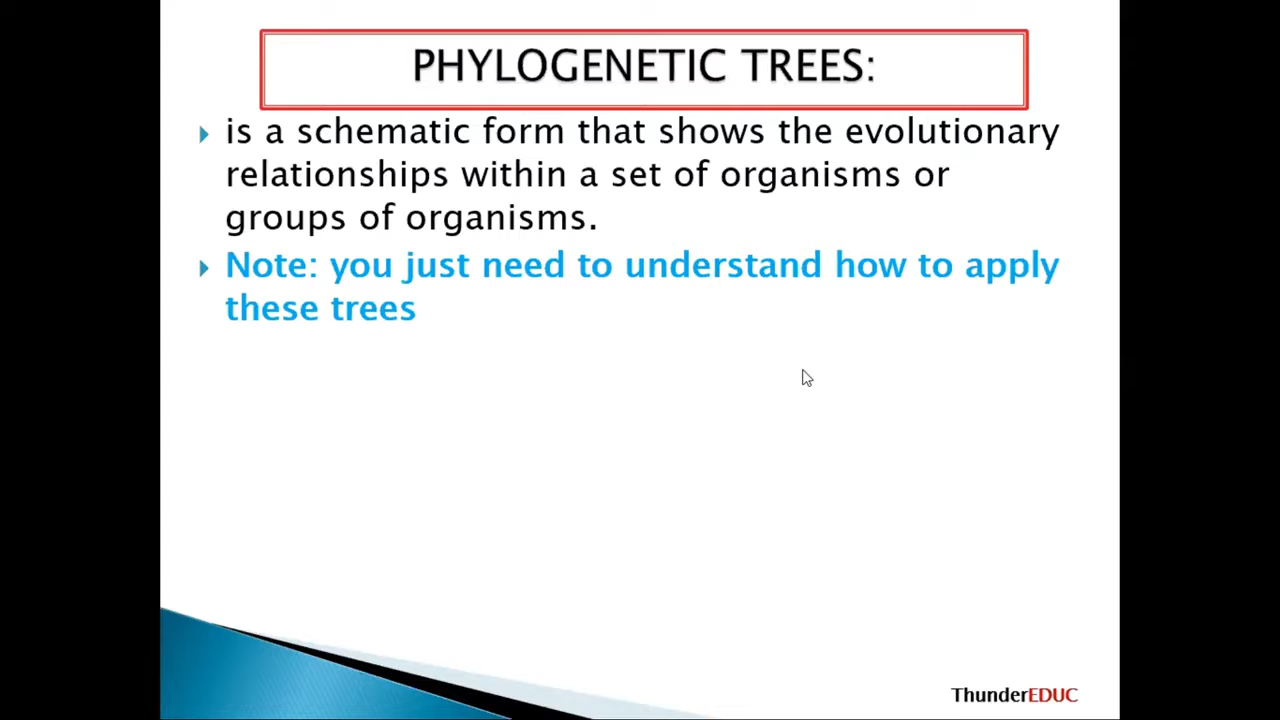 PHYLOGENETIC TREES:
is a schematic form that shows the evolutionary
relationships within a set of organisms or
groups of organisms.
Note: you just need to understand how to apply
these trees
ThunderEDUC